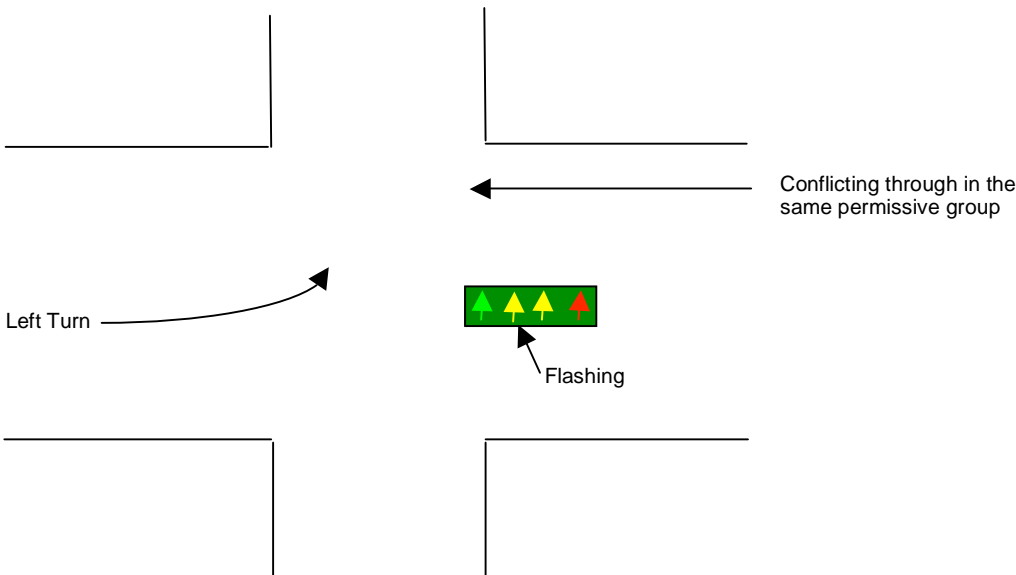 Conflicting through in the
same permissive group
Left Turn
Flashing